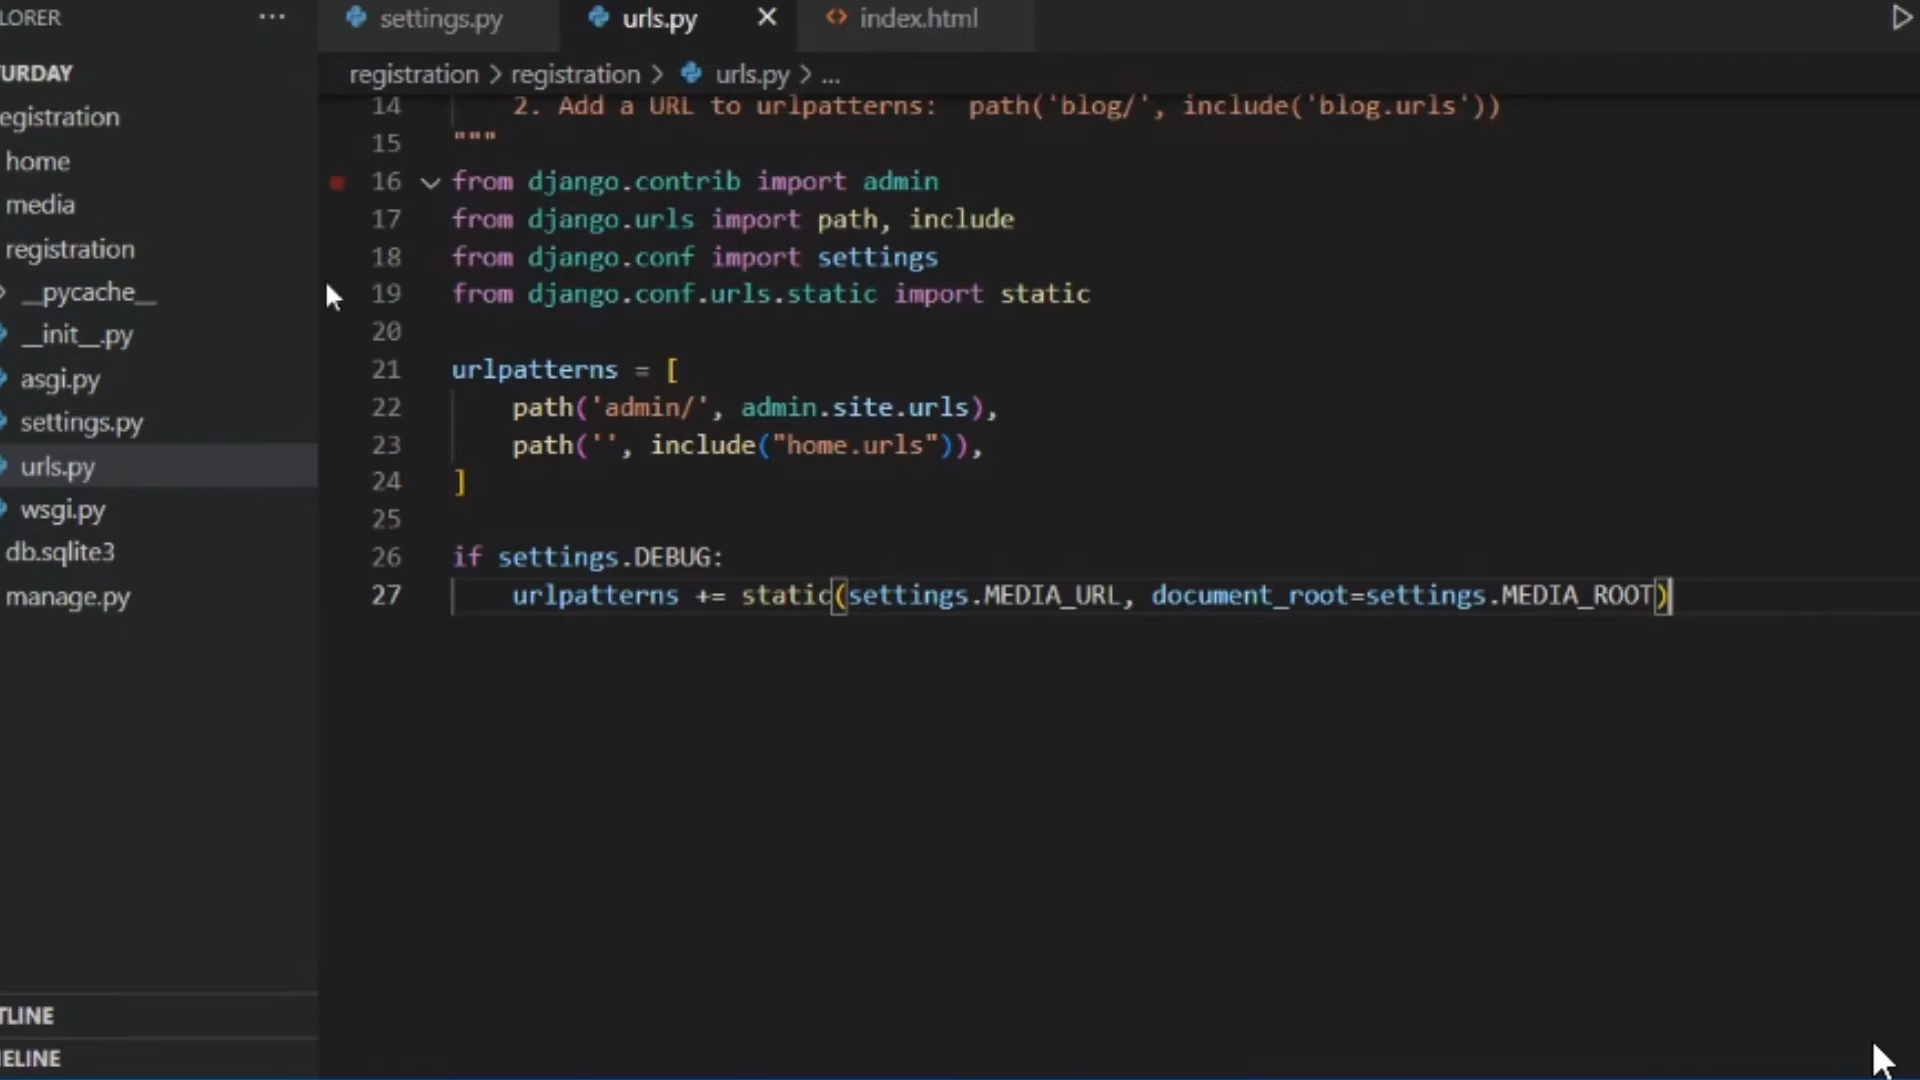 LORER ...
settings.py
urls.py
index.html
URDAY
egistration
home
media
registration
__pycache__
__init__.py
asgi.py
settings.py
urls.py
wsgi.py
db.sqlite3
manage.py
TLINE
ELINE
registration > registration > urls.py > ...
14 2. Add a URL to urlpatterns:  path('blog/', include('blog.urls'))
15 """
16 from django.contrib import admin
17 from django.urls import path, include
18 from django.conf import settings
19 from django.conf.urls.static import static
20
21 urlpatterns = [
22 path('admin/', admin.site.urls),
23 path('', include("home.urls")),
24 ]
25
26 if settings.DEBUG:
27 urlpatterns += static(settings.MEDIA_URL, document_root=settings.MEDIA_ROOT)